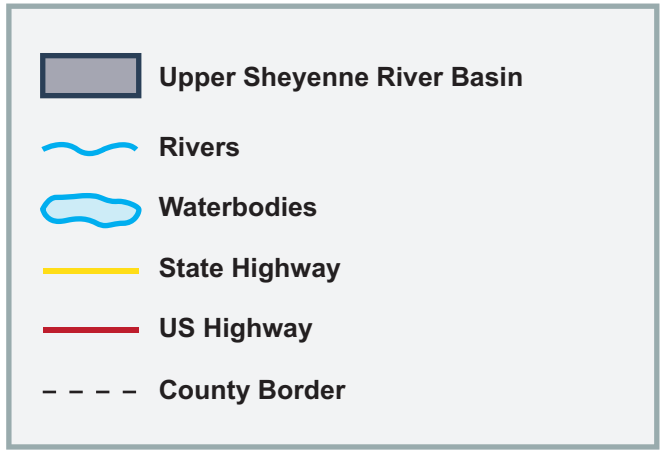 Upper Sheyenne River Basin
Rivers
Waterbodies
State Highway
US Highway
County Border